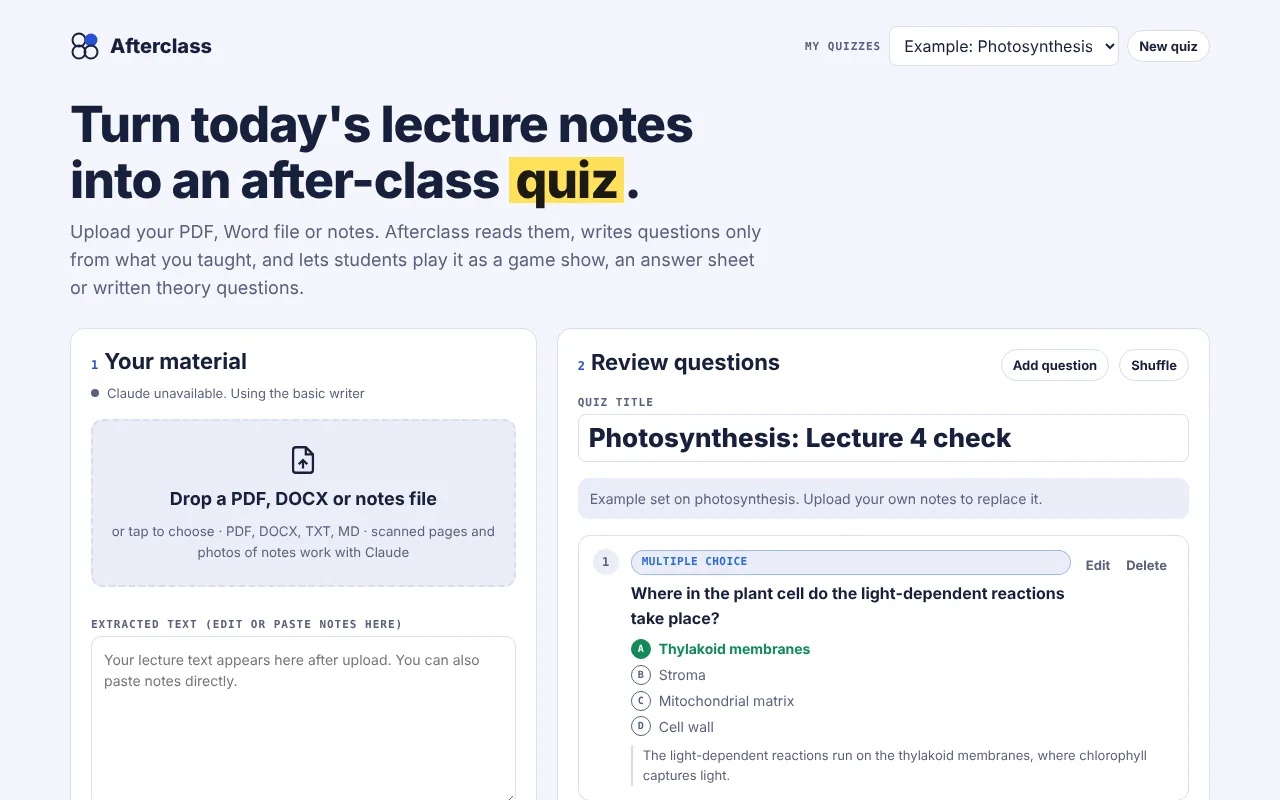 Afterclass
MY QUIZZES
Example: Photosynthesis
New quiz
Turn today's lecture notes
into an after-class quiz.
Upload your PDF, Word file or notes. Afterclass reads them, writes questions only
from what you taught, and lets students play it as a game show, an answer sheet
or written theory questions.
1 Your material
Claude unavailable. Using the basic writer
Drop a PDF, DOCX or notes file
or tap to choose · PDF, DOCX, TXT, MD · scanned pages and
photos of notes work with Claude
EXTRACTED TEXT (EDIT OR PASTE NOTES HERE)
Your lecture text appears here after upload. You can also
paste notes directly.
2 Review questions
Add question
Shuffle
QUIZ TITLE
Photosynthesis: Lecture 4 check
Example set on photosynthesis. Upload your own notes to replace it.
1
MULTIPLE CHOICE
Edit
Delete
Where in the plant cell do the light-dependent reactions
take place?
A Thylakoid membranes
B Stroma
C Mitochondrial matrix
D Cell wall
The light-dependent reactions run on the thylakoid membranes, where chlorophyll
captures light.